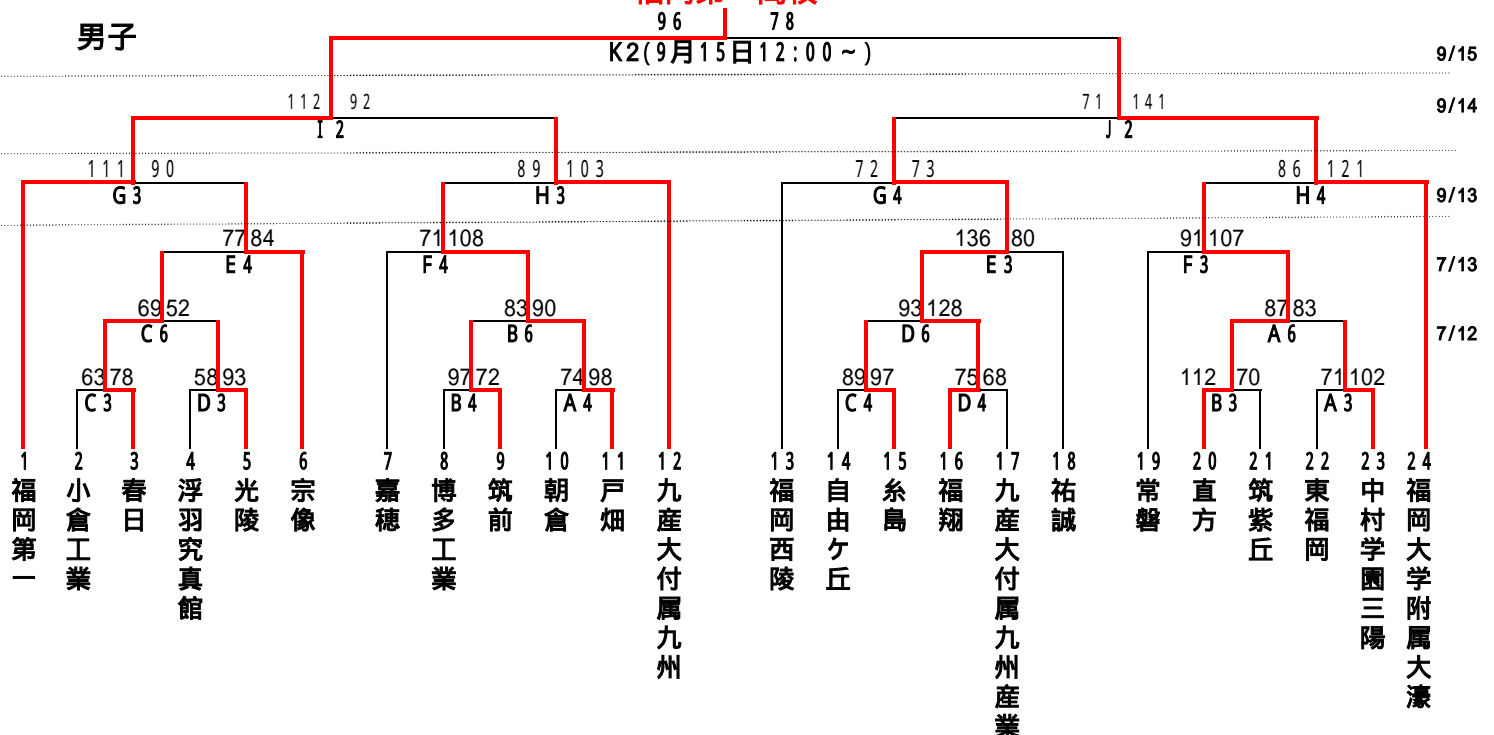 96 78
男子
K2(9月15日12:00～)
9/15
112 92
71 141
9/14
I 2
J 2
111 90
89 103
72 73
86 121
G3
H3
G4
H4
9/13
77 84
71 108
136 80
91 107
E4
F4
E3
F3
7/13
69 52
83 90
93 128
87 83
C6
B6
D6
A6
7/12
63 78
58 93
97 72
74 98
89 97
75 68
112 70
71 102
C3
D3
B4
A4
C4
D4
B3
A3
1 2 3 4 5 6 7 8 9 10 11 12 13 14 15 16 17 18 19 20 21 22 23 24
福岡第一
小倉工業
春日
浮羽究真館
光陵
宗像
嘉穂
博多工業
筑前
朝倉
戸畑
九産大付属九州
福岡西陵
自由ケ丘
糸島
福翔
九産大付属九州産業
祐誠
常磐
直方
筑紫丘
東福岡
中村学園三陽
福岡大学附属大濠